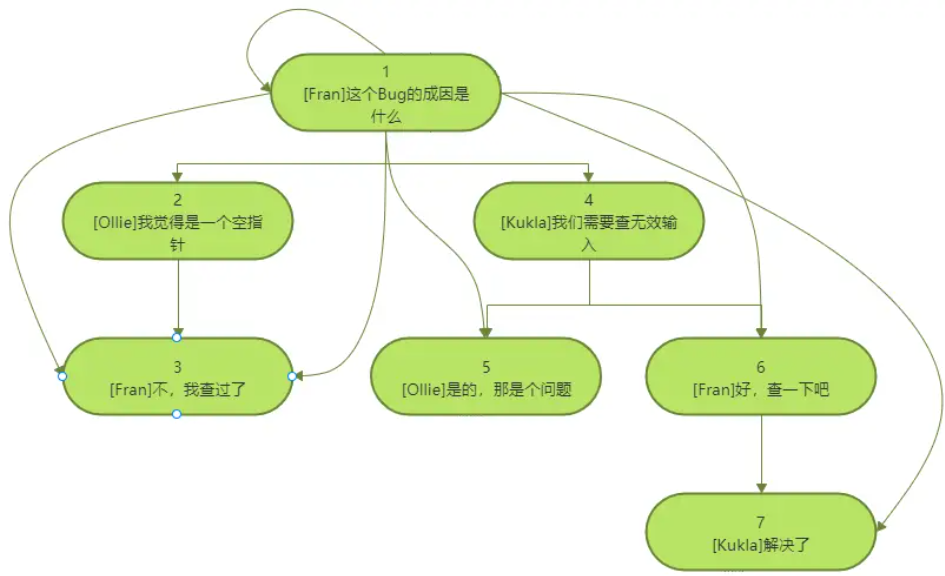 1
[Fran]这个Bug的成因是
什么
2
[Ollie]我觉得是一个空指
针
4
[Kukla]我们需要查无效输
入
3
[Fran]不，我查过了
5
[Ollie]是的，那是个问题
6
[Fran]好，查一下吧
7
[Kukla]解决了